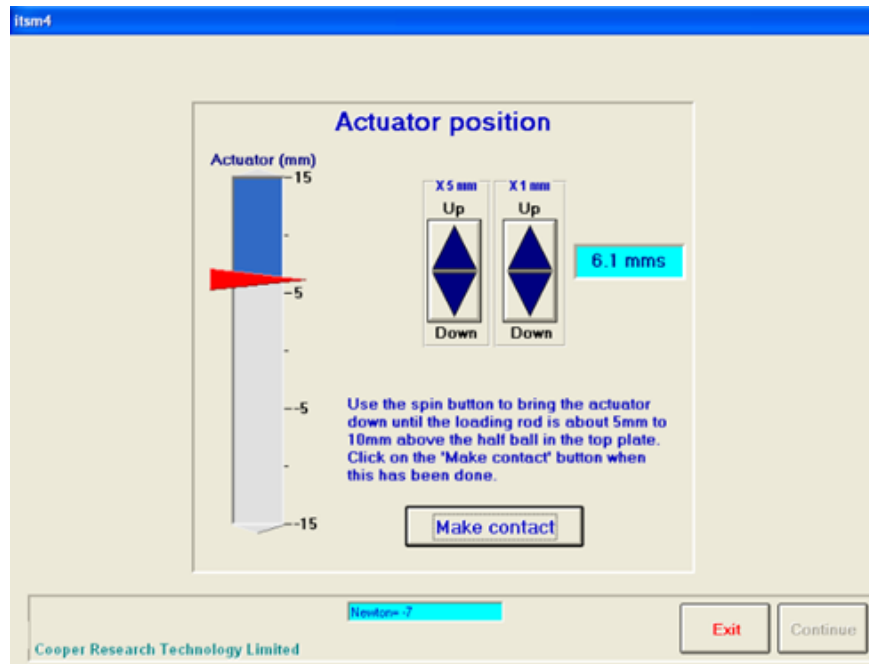 itsm4
Actuator position
Actuator (mm)
15
5
-5
-15
X 5 mm
Up
Down
X 1 mm
Up
Down
6.1 mms
Use the spin button to bring the actuator
down until the loading rod is about 5mm to
10mm above the half ball in the top plate.
Click on the 'Make contact' button when
this has been done.
Make contact
Newton= -7
Cooper Research Technology Limited
Exit
Continue